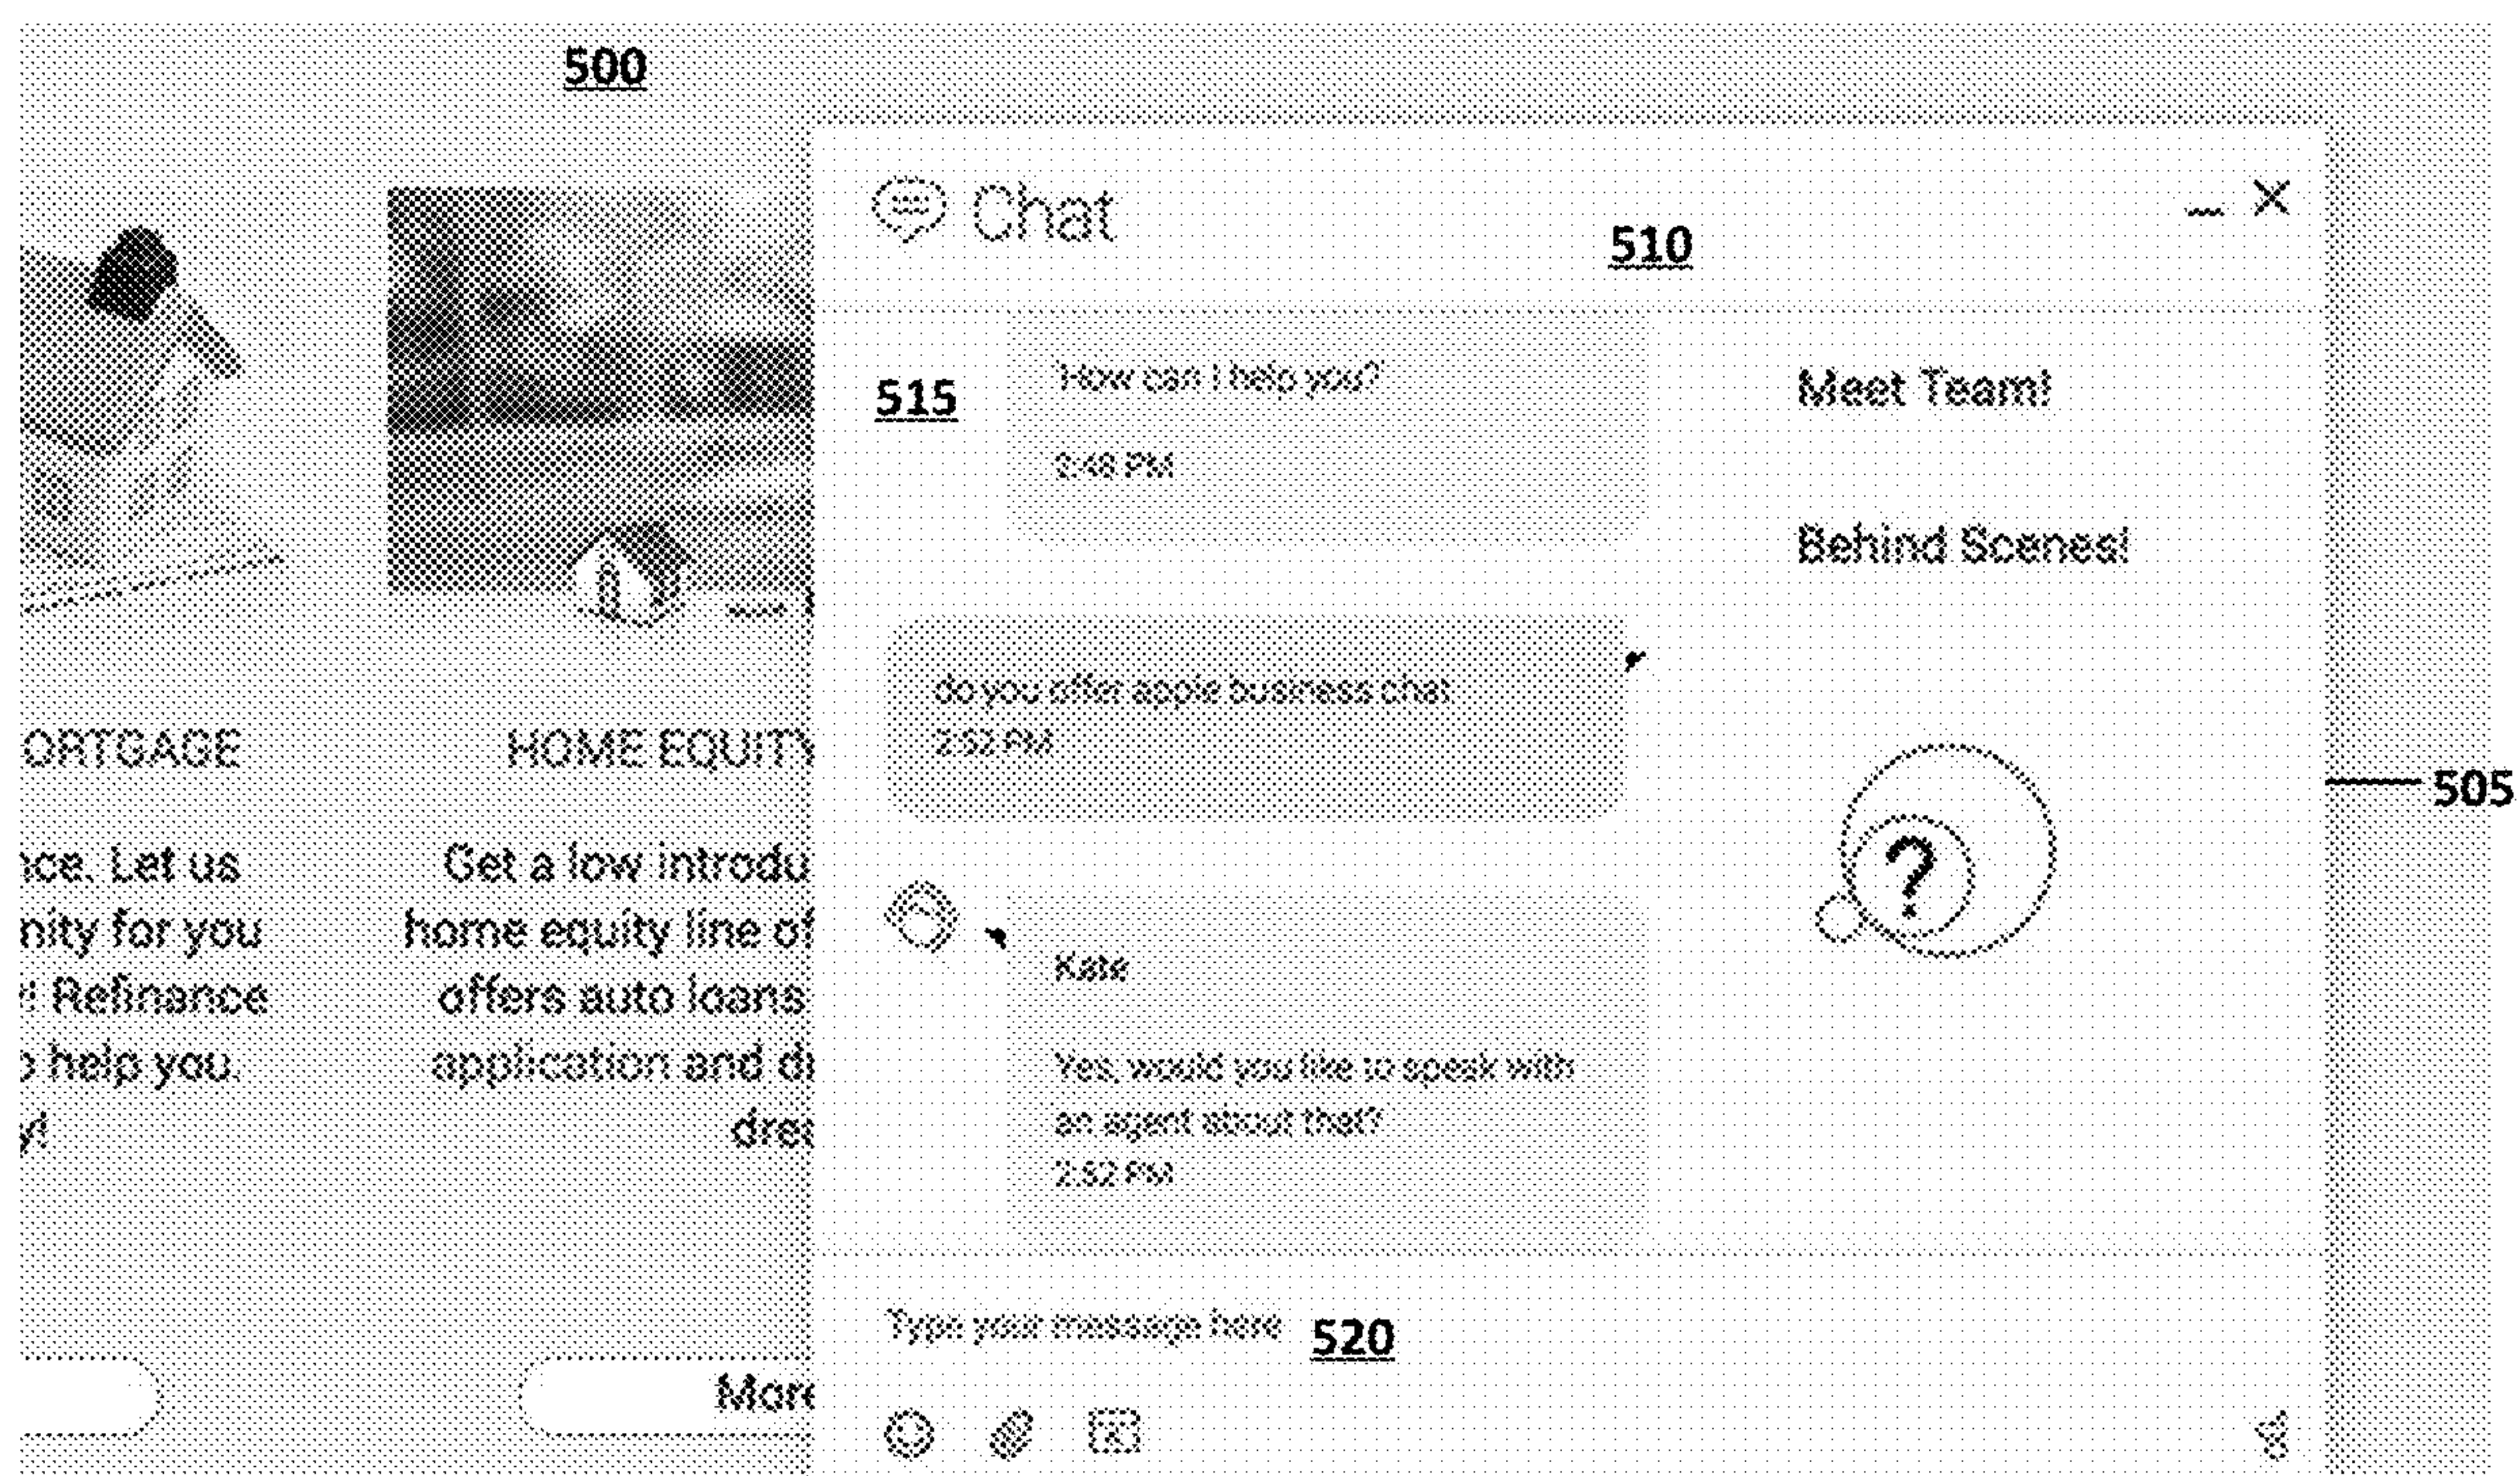 500
Chat
510
515
How can I help you?
2:48 PM
Meet Team!
Behind Scenes!
do you offer apple business chat
2:52 PM
505
?
Kate
Yes, would you like to speak with
an agent about that?
2:52 PM
Type your message here 520
ORTGAGE
nce. Let us
nity for you
! Refinance
o help you.
y!
HOME EQUITY
Get a low introdu
home equity line of
offers auto loans
application and dr
drea
More